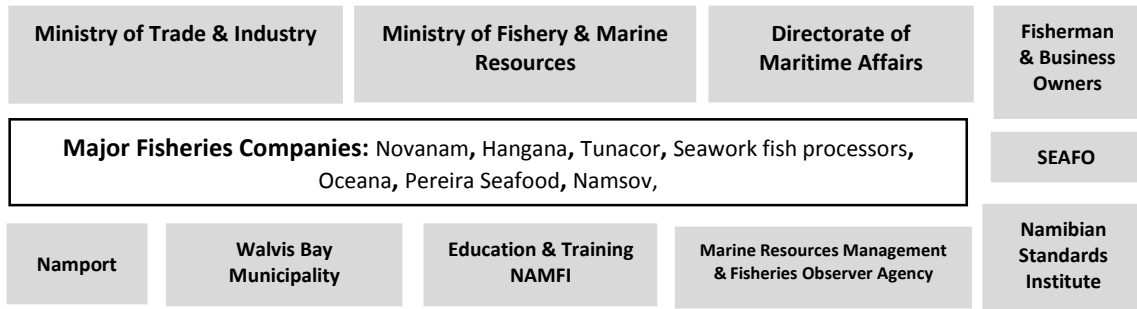 Ministry of Trade & Industry
Ministry of Fishery & Marine
Resources
Directorate of
Maritime Affairs
Fisherman
& Business
Owners
Major Fisheries Companies: Novanam, Hangana, Tunacor, Seawork fish processors,
Oceana, Pereira Seafood, Namsov,
SEAFO
Namport
Walvis Bay
Municipality
Education & Training
NAMFI
Marine Resources Management
& Fisheries Observer Agency
Namibian
Standards
Institute